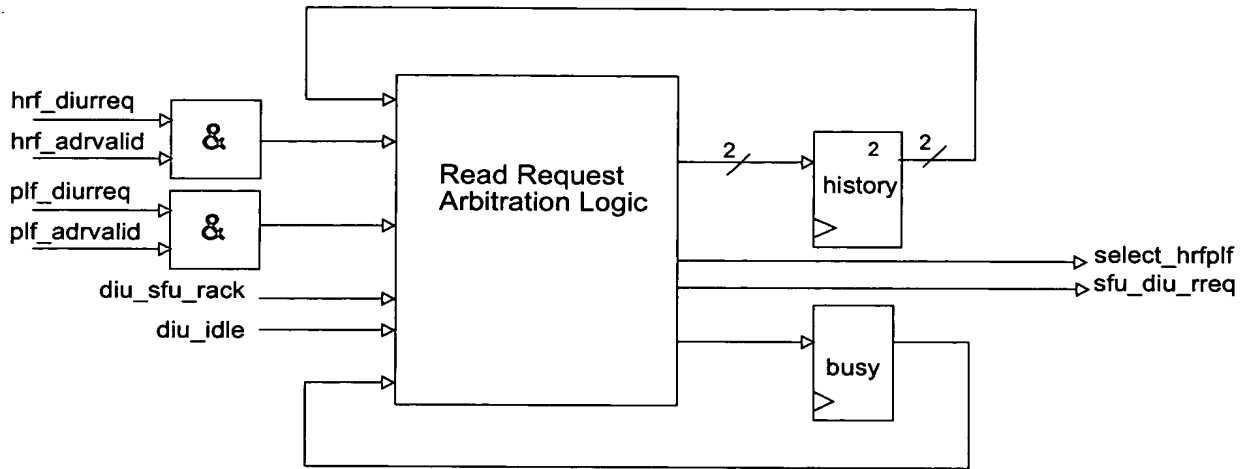 hrf_diurreq
hrf_adrvalid
&
plf_diurreq
plf_adrvalid
&
diu_sfu_rack
diu_idle
Read Request
Arbitration Logic
2
2
2
history
select_hrfplf
sfu_diu_rreq
busy